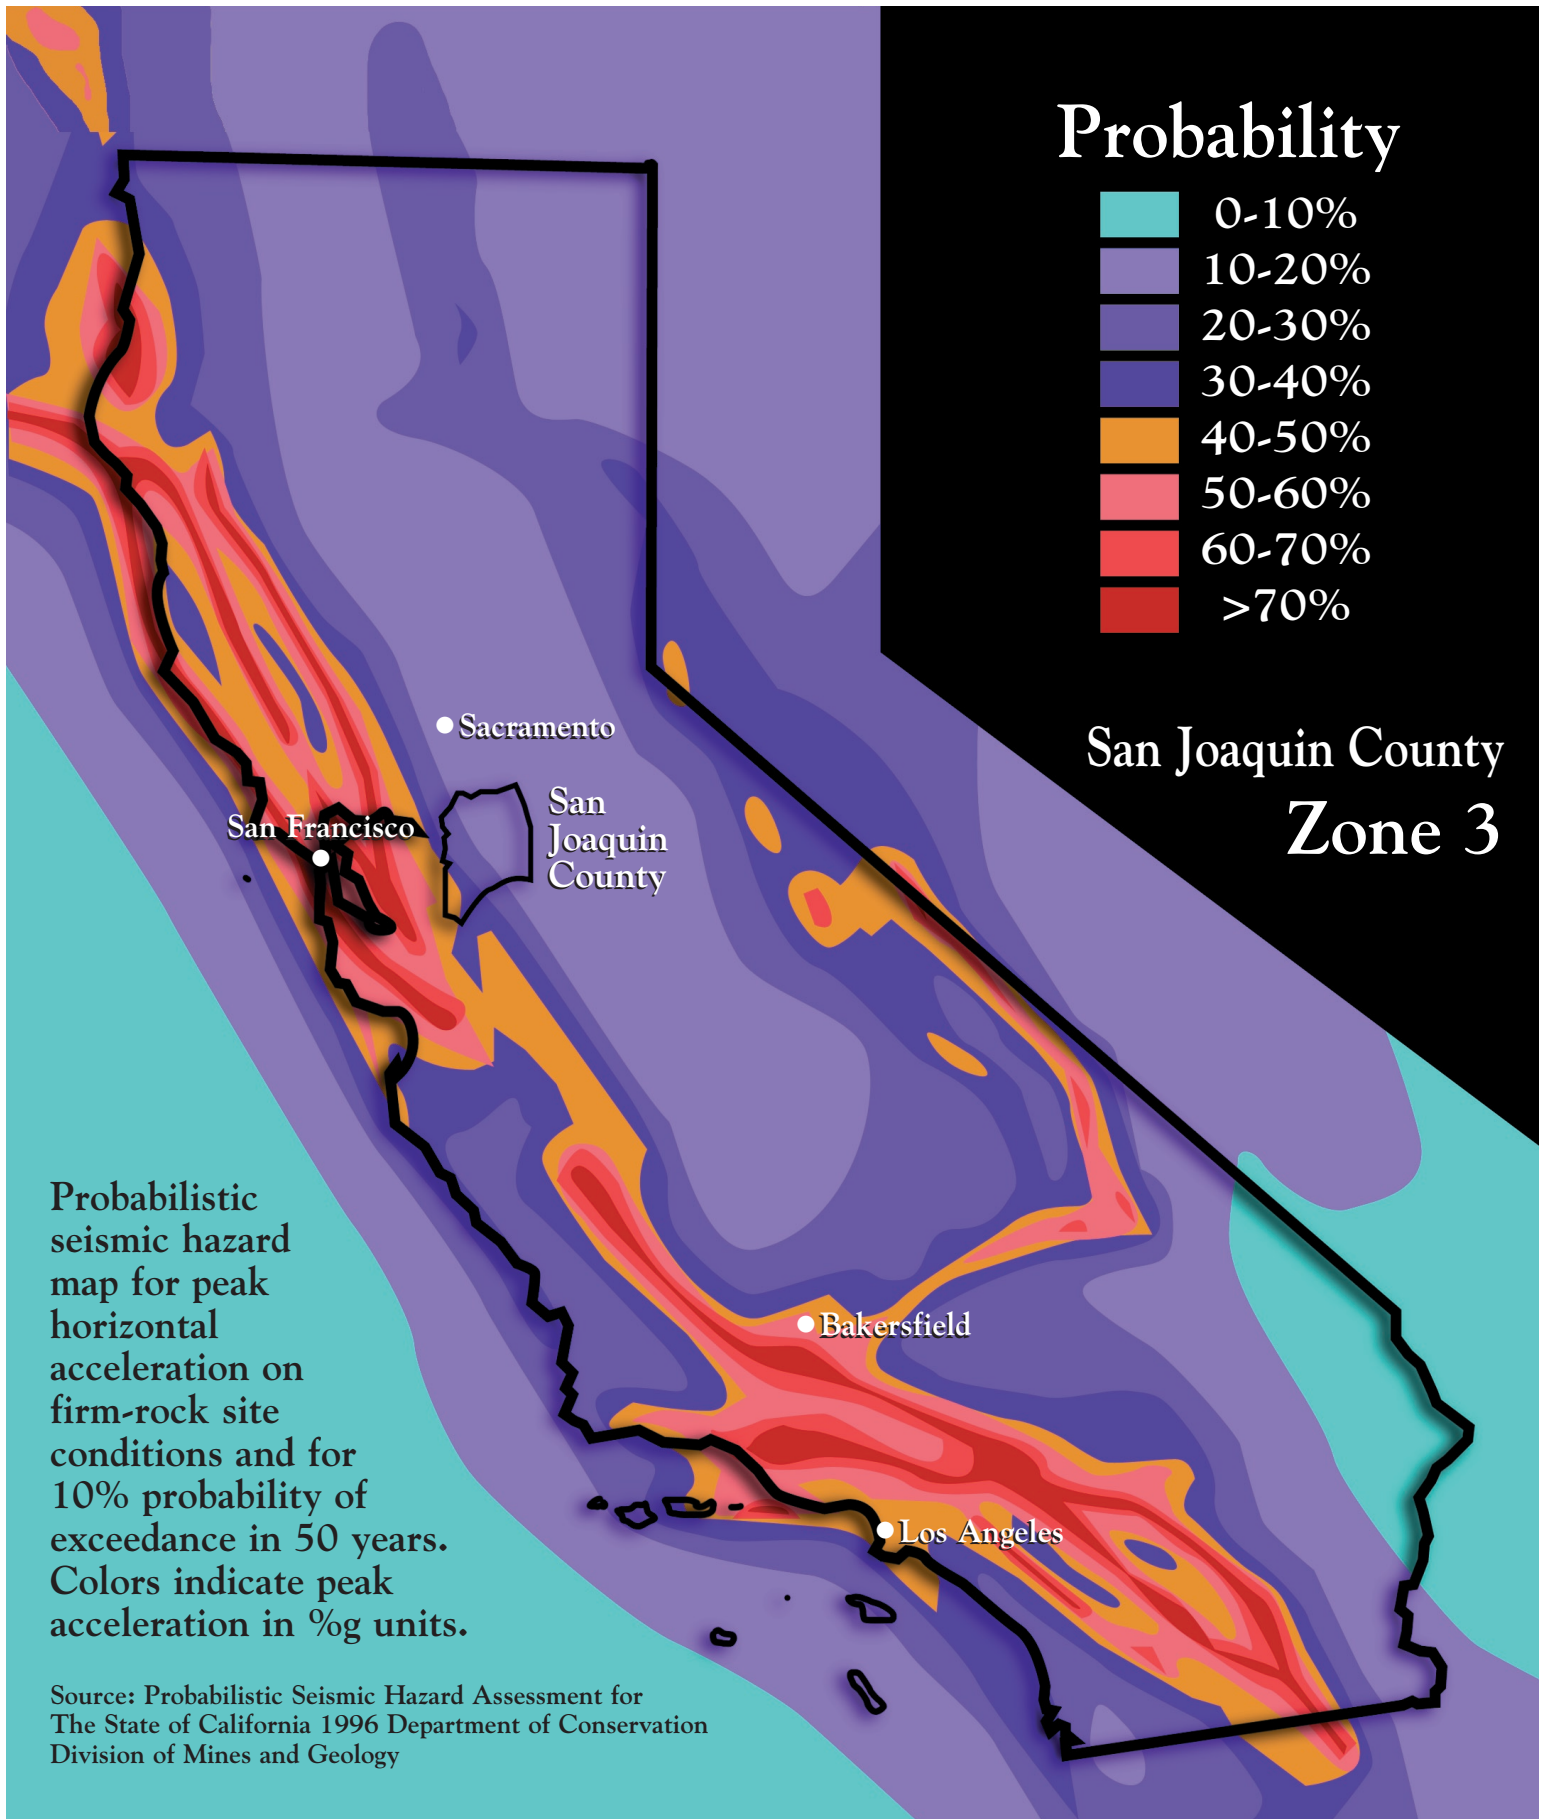 Probability
0-10%
10-20%
20-30%
30-40%
40-50%
50-60%
60-70%
>70%
San Joaquin County
Zone 3
Sacramento
San
Joaquin
County
San Francisco
Bakersfield
Los Angeles
Probabilistic
seismic hazard
map for peak
horizontal
acceleration on
firm-rock site
conditions and for
10% probability of
exceedance in 50 years.
Colors indicate peak
acceleration in %g units.
Source: Probabilistic Seismic Hazard Assessment for
The State of California 1996 Department of Conservation
Division of Mines and Geology